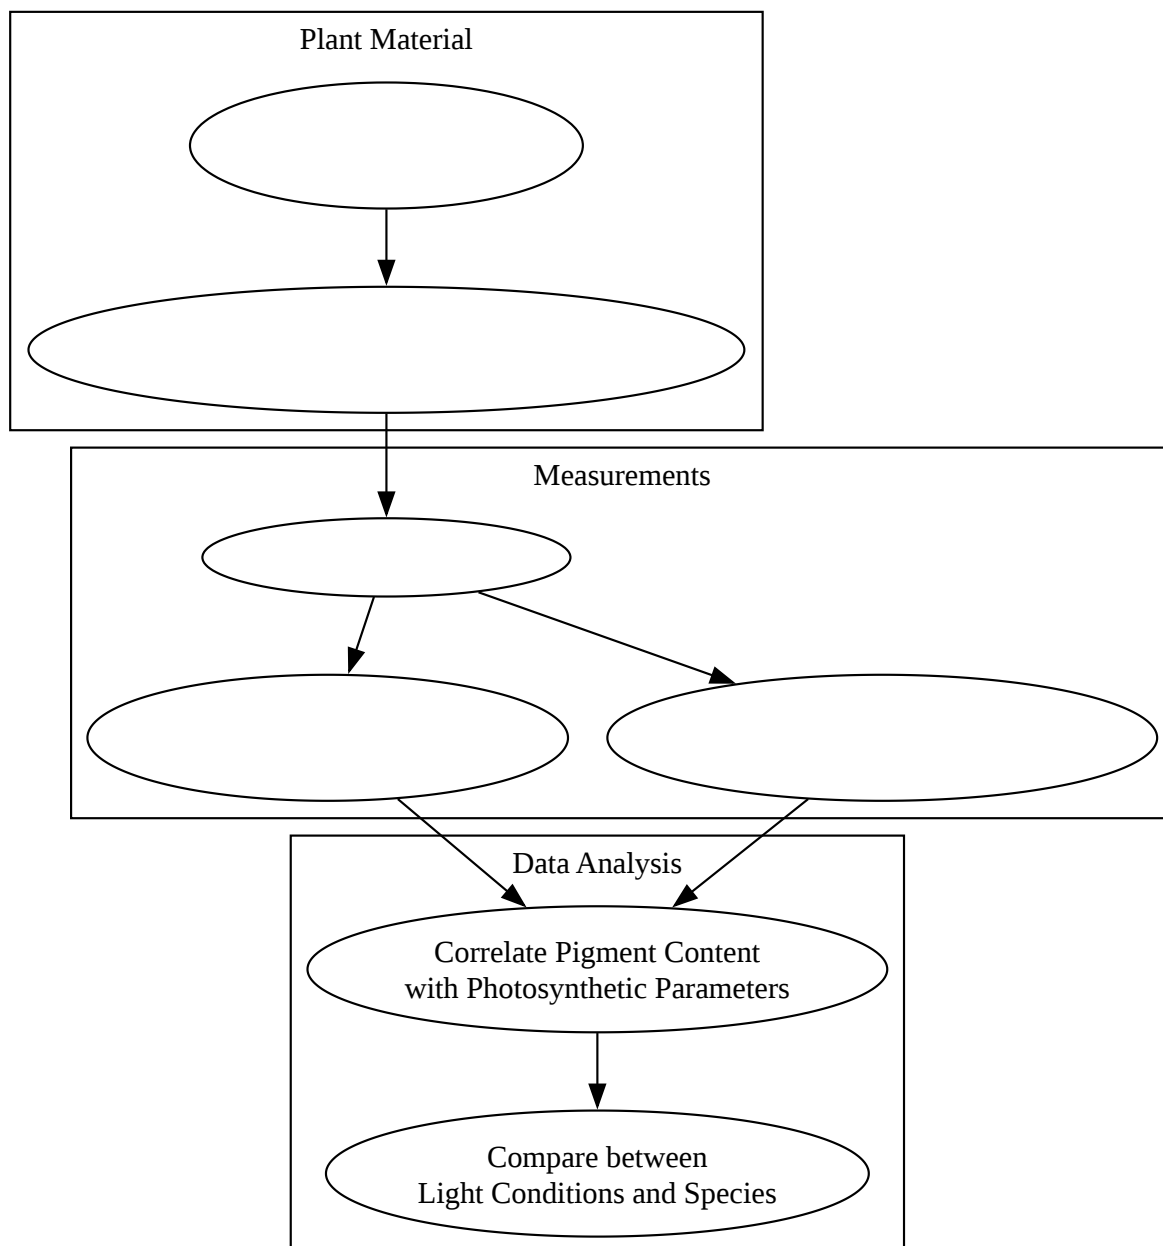 Plant Material
Measurements
Data Analysis
Correlate Pigment Content
with Photosynthetic Parameters
Compare between
Light Conditions and Species